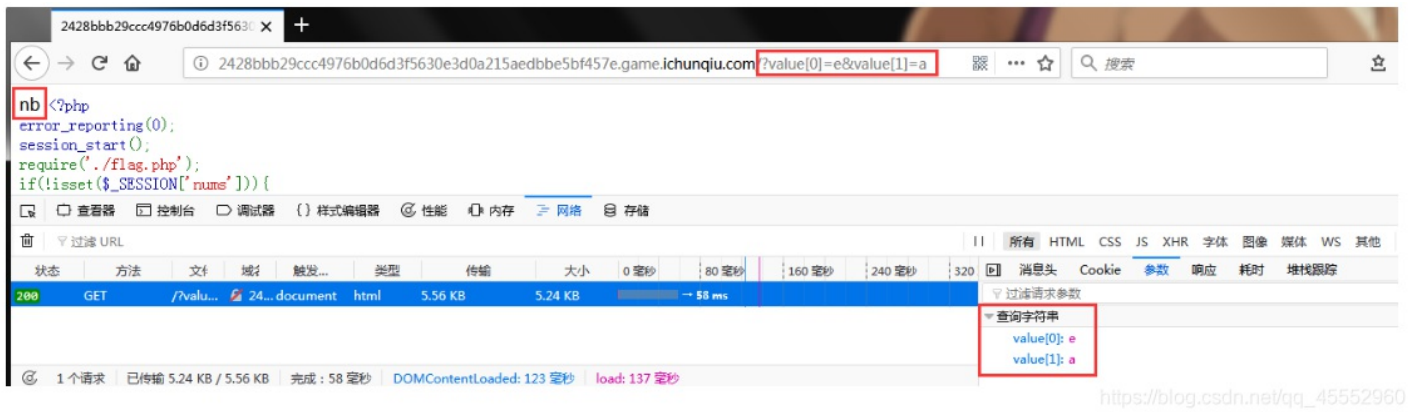 2428bbb29ccc4976b0d6d3f5630 × +
2428bbb29ccc4976b0d6d3f5630e3d0a215aedbbe5bf457e.game.ichunqiu.com/?value[0]=e&value[1]=a
搜索
nb <?php
error_reporting(0);
session_start();
require('./flag.php');
if(!isset($_SESSION['nums'])){
查看器 控制台 调试器 {} 样式编辑器 性能 内存 网络 存储
过滤 URL
所有 HTML CSS JS XHR 字体 图像 媒体 WS 其他
状态 方法 文 域 触发... 类型 传输 大小 0 毫秒 80 毫秒 160 毫秒 240 毫秒 320
消息头 Cookie 参数 响应 耗时 堆栈跟踪
200 GET /?valu... 24... document html 5.56 KB 5.24 KB → 58 ms
过滤请求参数
查询字符串
value[0]: e
value[1]: a
1 个请求 已传输 5.24 KB / 5.56 KB 完成：58 毫秒 DOMContentLoaded: 123 毫秒 load: 137 毫秒
https://blog.csdn.net/qq_45552960